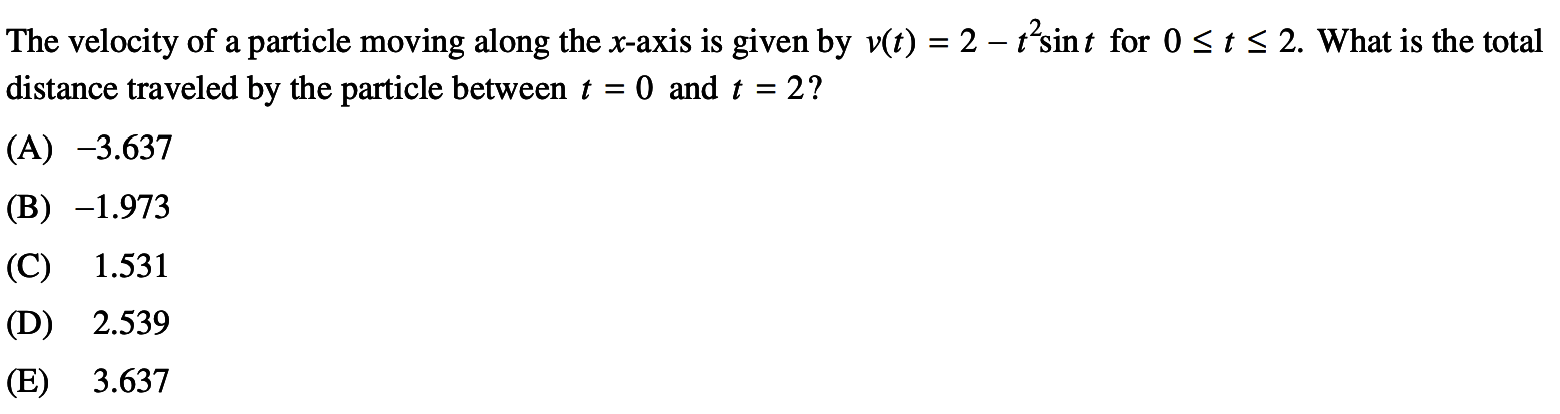 The velocity of a particle moving along the x-axis is given by v(t) = 2 – t²sin t for 0 ≤ t ≤ 2. What is the total
distance traveled by the particle between t = 0 and t = 2?
(A) –3.637
(B) –1.973
(C) 1.531
(D) 2.539
(E) 3.637